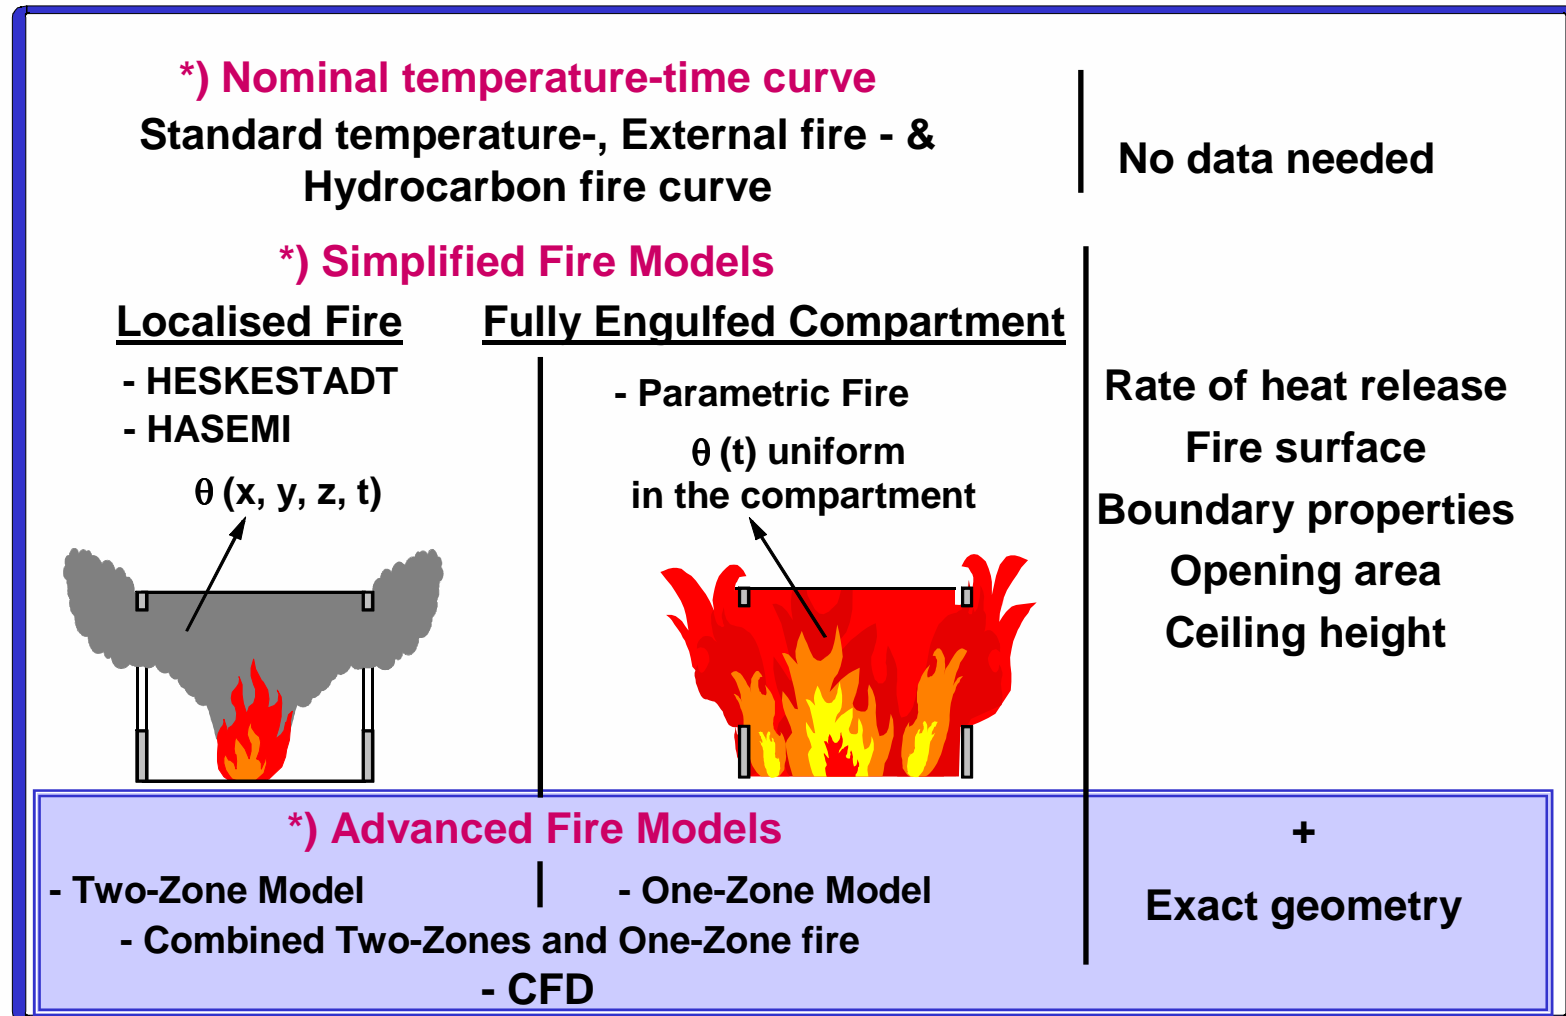 *) Nominal temperature-time curve
Standard temperature-, External fire - &
Hydrocarbon fire curve
No data needed
*) Simplified Fire Models
Localised Fire
- HESKESTADT
- HASEMI
θ (x, y, z, t)
Fully Engulfed Compartment
- Parametric Fire
θ (t) uniform
in the compartment
Rate of heat release
Fire surface
Boundary properties
Opening area
Ceiling height
*) Advanced Fire Models
- Two-Zone Model
- One-Zone Model
- Combined Two-Zones and One-Zone fire
- CFD
+
Exact geometry